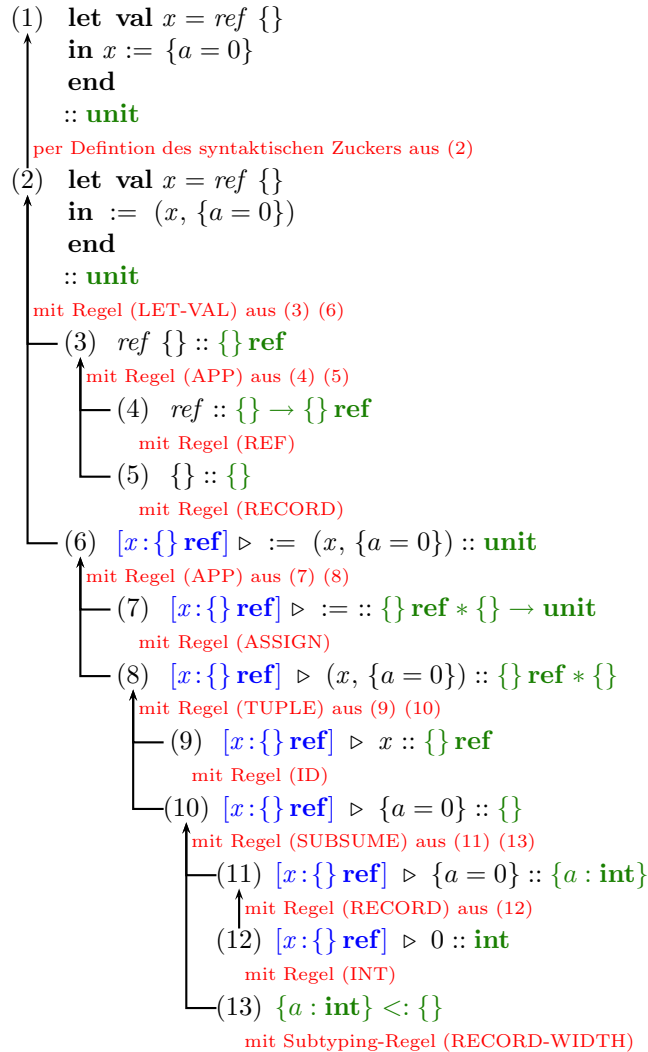 (1) let val x = ref {}
in x := {a = 0}
end
:: unit
per Defintion des syntaktischen Zuckers aus (2)
(2) let val x = ref {}
in := (x, {a = 0})
end
:: unit
mit Regel (LET-VAL) aus (3) (6)
(3) ref {} :: {} ref
mit Regel (APP) aus (4) (5)
(4) ref :: {} → {} ref
mit Regel (REF)
(5) {} :: {}
mit Regel (RECORD)
(6) [x : {} ref] ▹ := (x, {a = 0}) :: unit
mit Regel (APP) aus (7) (8)
(7) [x : {} ref] ▹ := :: {} ref * {} → unit
mit Regel (ASSIGN)
(8) [x : {} ref] ▹ (x, {a = 0}) :: {} ref * {}
mit Regel (TUPLE) aus (9) (10)
(9) [x : {} ref] ▹ x :: {} ref
mit Regel (ID)
(10) [x : {} ref] ▹ {a = 0} :: {}
mit Regel (SUBSUME) aus (11) (13)
(11) [x : {} ref] ▹ {a = 0} :: {a : int}
mit Regel (RECORD) aus (12)
(12) [x : {} ref] ▹ 0 :: int
mit Regel (INT)
(13) {a : int} <: {}
mit Subtyping-Regel (RECORD-WIDTH)